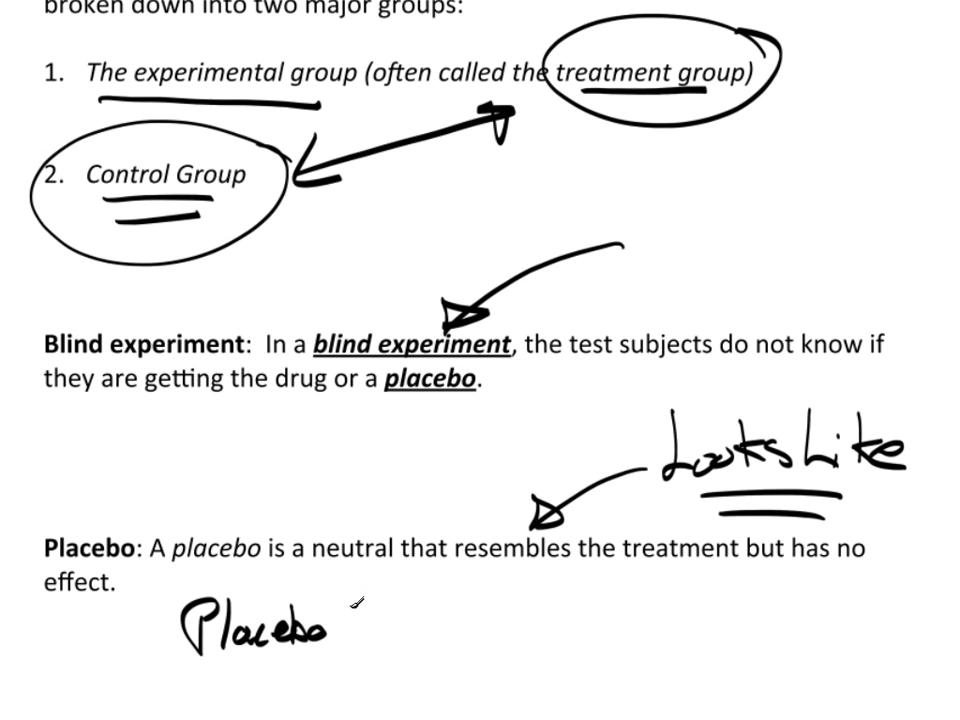 broken down into two major groups:
1. The experimental group (often called the treatment group)
2. Control Group
Blind experiment: In a blind experiment, the test subjects do not know if
they are getting the drug or a placebo.
Looks Like
Placebo: A placebo is a neutral that resembles the treatment but has no
effect.
Placebo